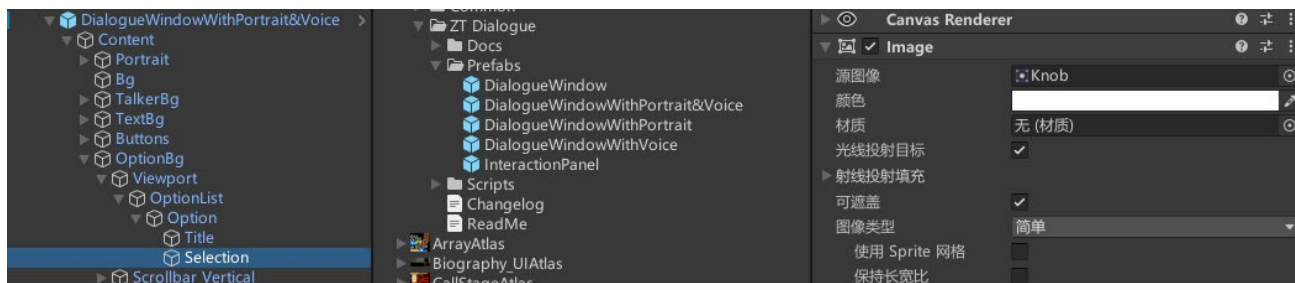 DialogueWindowWithPortrait&Voice
Content
Portrait
Bg
TalkerBg
TextBg
Buttons
OptionBg
Viewport
OptionList
Option
Title
Selection
Scrollbar Vertical
ZT Dialogue
Docs
Prefabs
DialogueWindow
DialogueWindowWithPortrait&Voice
DialogueWindowWithPortrait
DialogueWindowWithVoice
InteractionPanel
Scripts
Changelog
ReadMe
ArrayAtlas
Biography_UIAtlas
CallStageAtlas
Canvas Renderer
Image
源图像 Knob
颜色
材质 无 (材质)
光线投射目标
射线投射填充
可遮盖
图像类型 简单
使用 Sprite 网格
保持长宽比